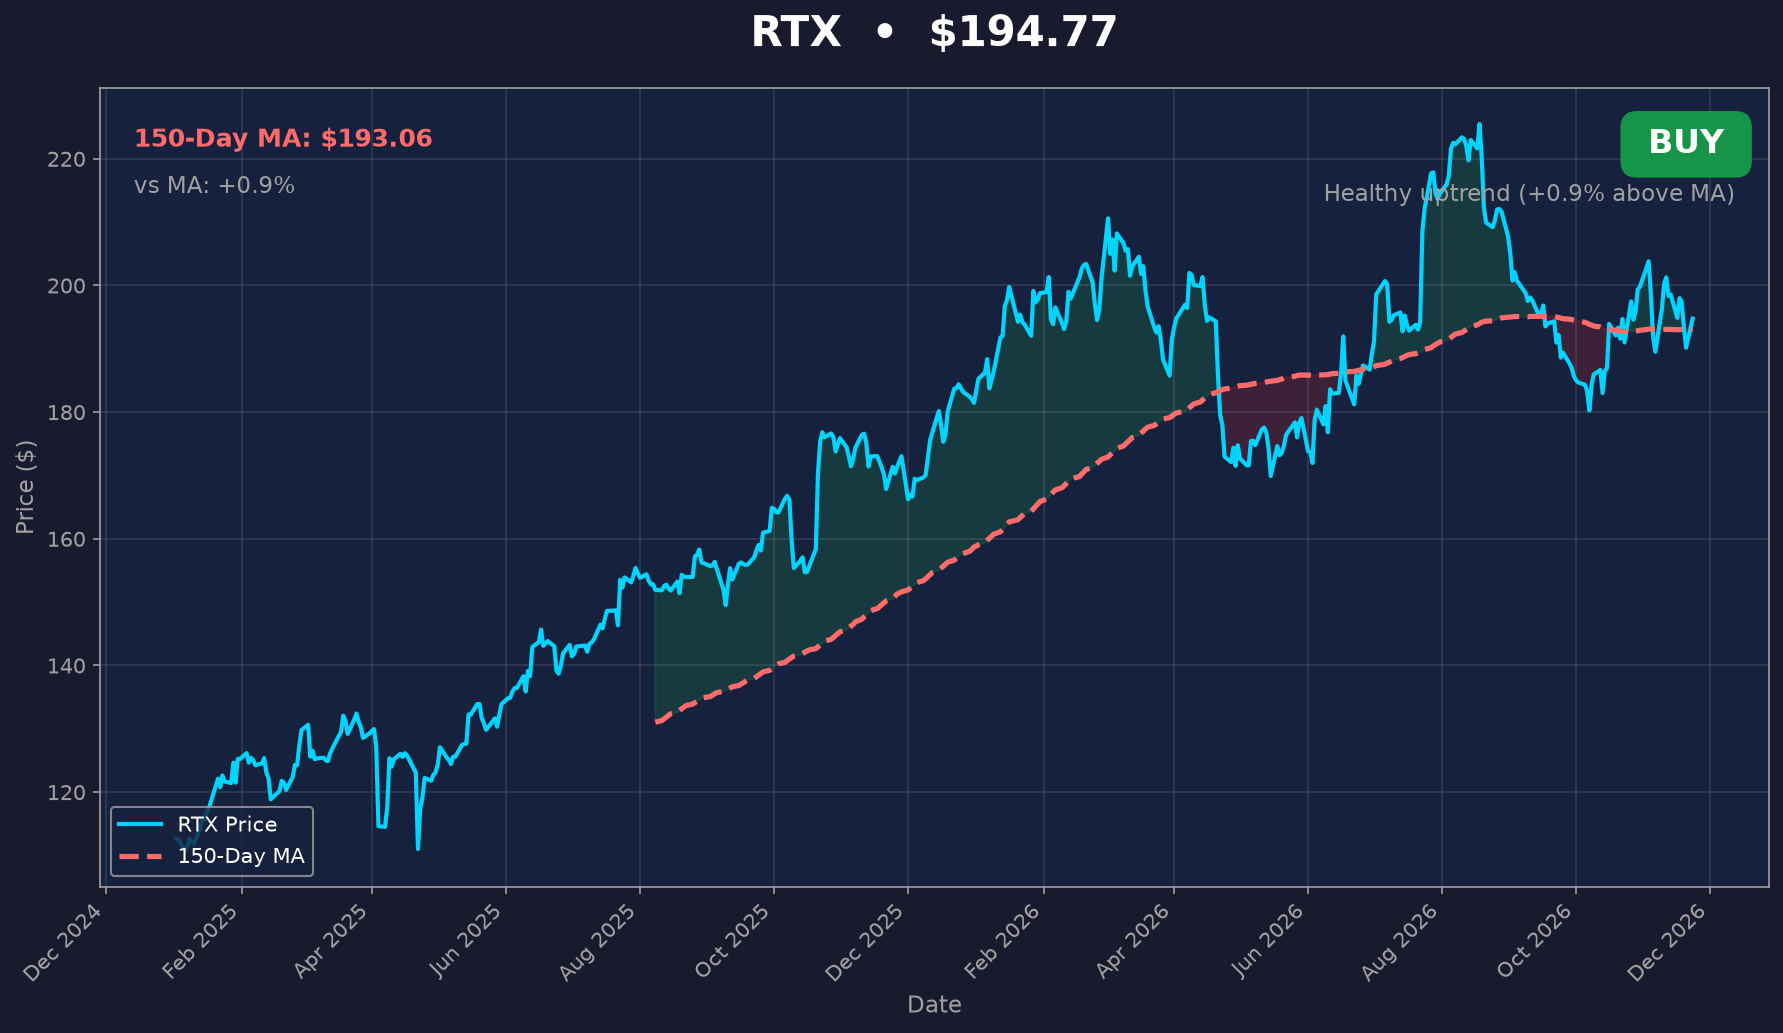 RTX • $194.77
150-Day MA: $193.06
vs MA: +0.9%
BUY
Healthy uptrend (+0.9% above MA)
Price ($)
220
200
180
160
140
120
RTX Price
150-Day MA
Dec 2024
Feb 2025
Apr 2025
Jun 2025
Aug 2025
Oct 2025
Dec 2025
Feb 2026
Apr 2026
Jun 2026
Aug 2026
Oct 2026
Dec 2026
Date